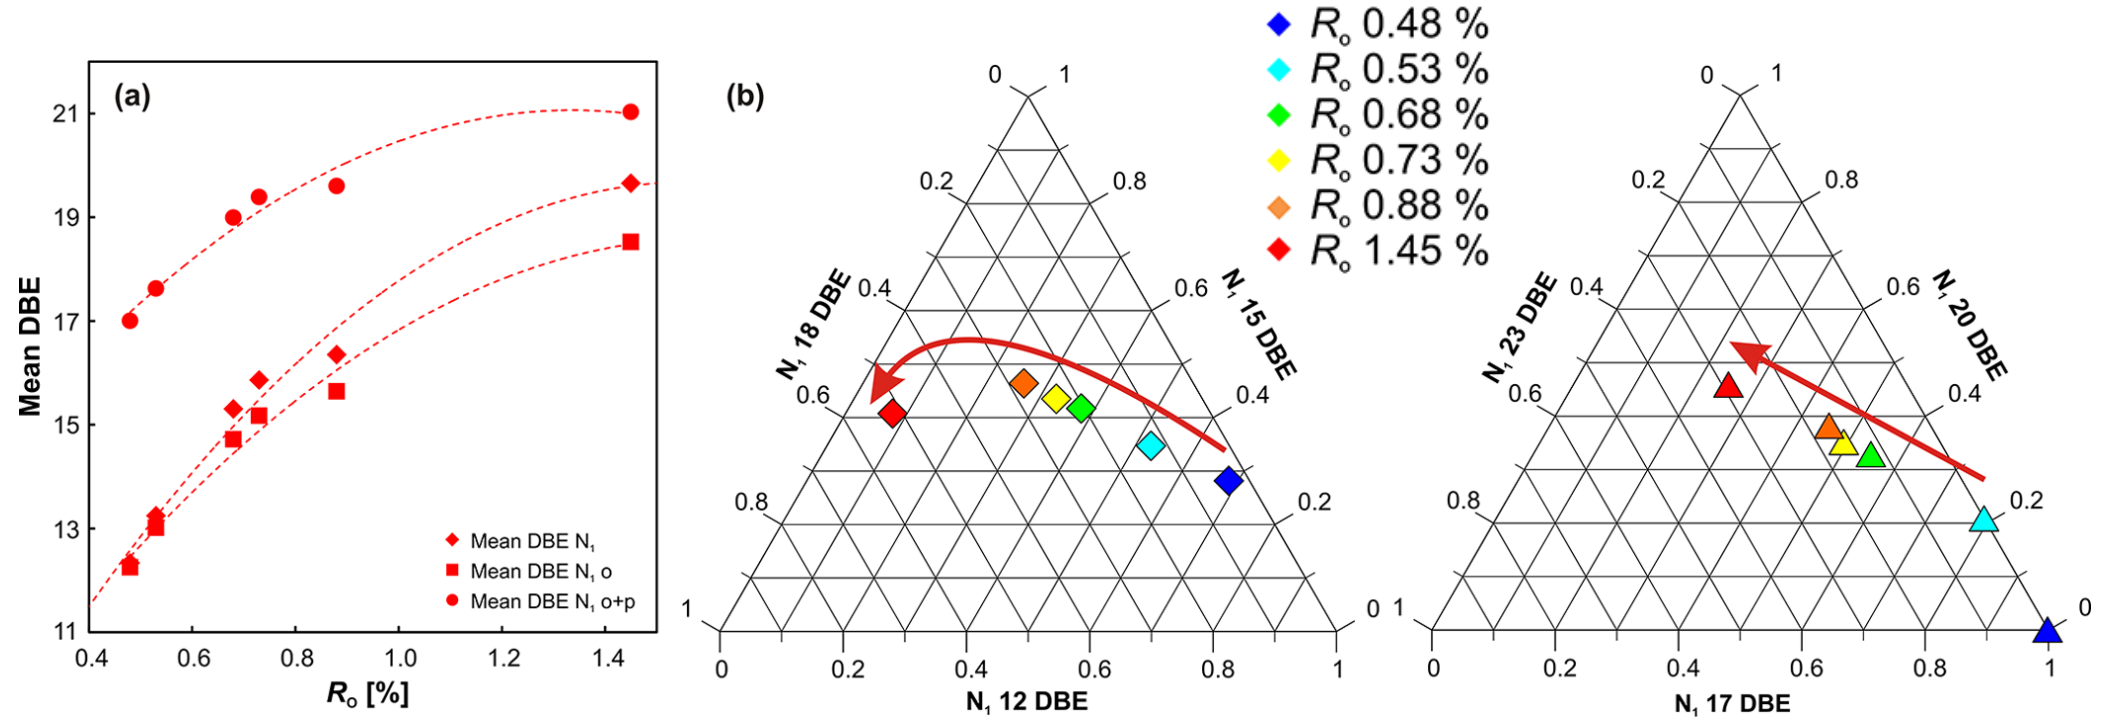 (a)
21
19
17
15
13
11
Mean DBE
0.4 0.6 0.8 1.0 1.2 1.4
Rₒ [%]
Mean DBE N₁
Mean DBE N₁ o
Mean DBE N₁ o+p
(b)
Rₒ 0.48 %
Rₒ 0.53 %
Rₒ 0.68 %
Rₒ 0.73 %
Rₒ 0.88 %
Rₒ 1.45 %
0 1
0.2 0.8
0.4 0.6
0.6 0.4
0.8 0.2
1 0
N₁ 18 DBE
N₁ 15 DBE
0 0.2 0.4 0.6 0.8 1
N₁ 12 DBE
0 1
0.2 0.8
0.4 0.6
0.6 0.4
0.8 0.2
1 0
N₁ 23 DBE
N₁ 20 DBE
0 0.2 0.4 0.6 0.8 1
N₁ 17 DBE